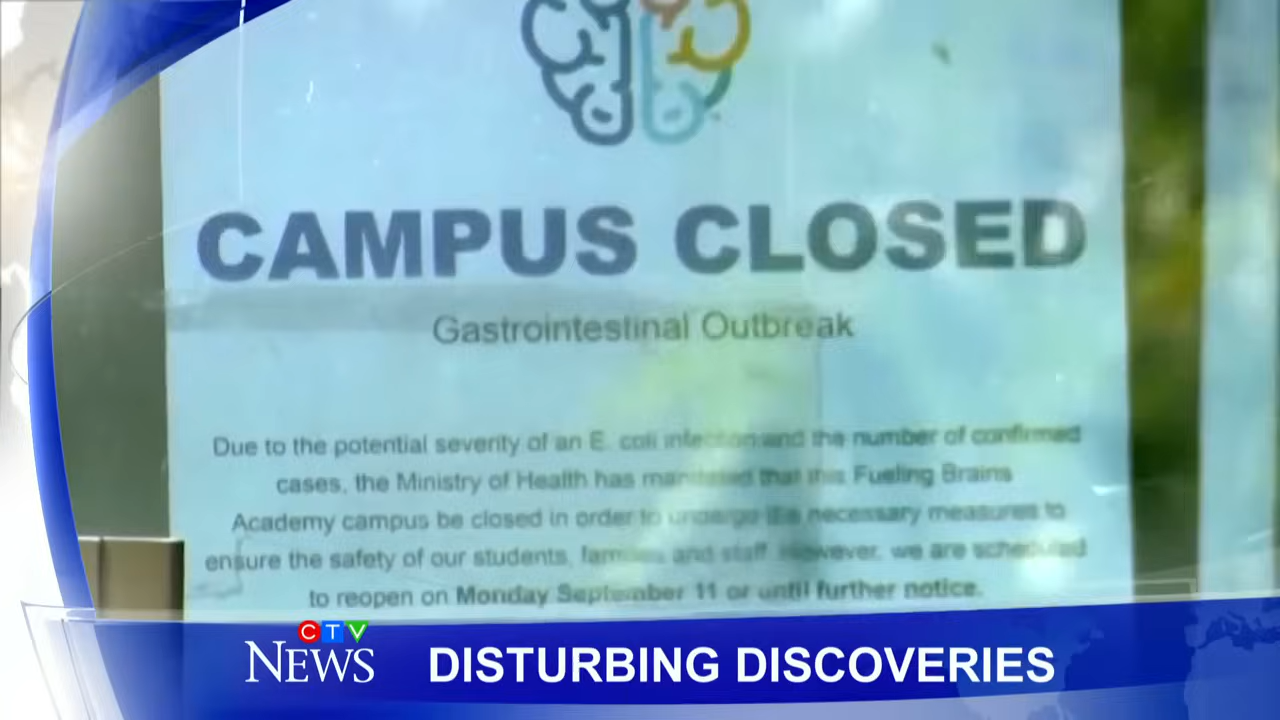 CAMPUS CLOSED
Gastrointestinal Outbreak
Due to the potential severity of an E. coli infection and the number of confirmed
cases, the Ministry of Health has mandated that this Fueling Brains
Academy campus be closed in order to undergo the necessary measures to
ensure the safety of our students, families and staff. However, we are scheduled
to reopen on Monday September 11 or until further notice.
CTV
NEWS DISTURBING DISCOVERIES